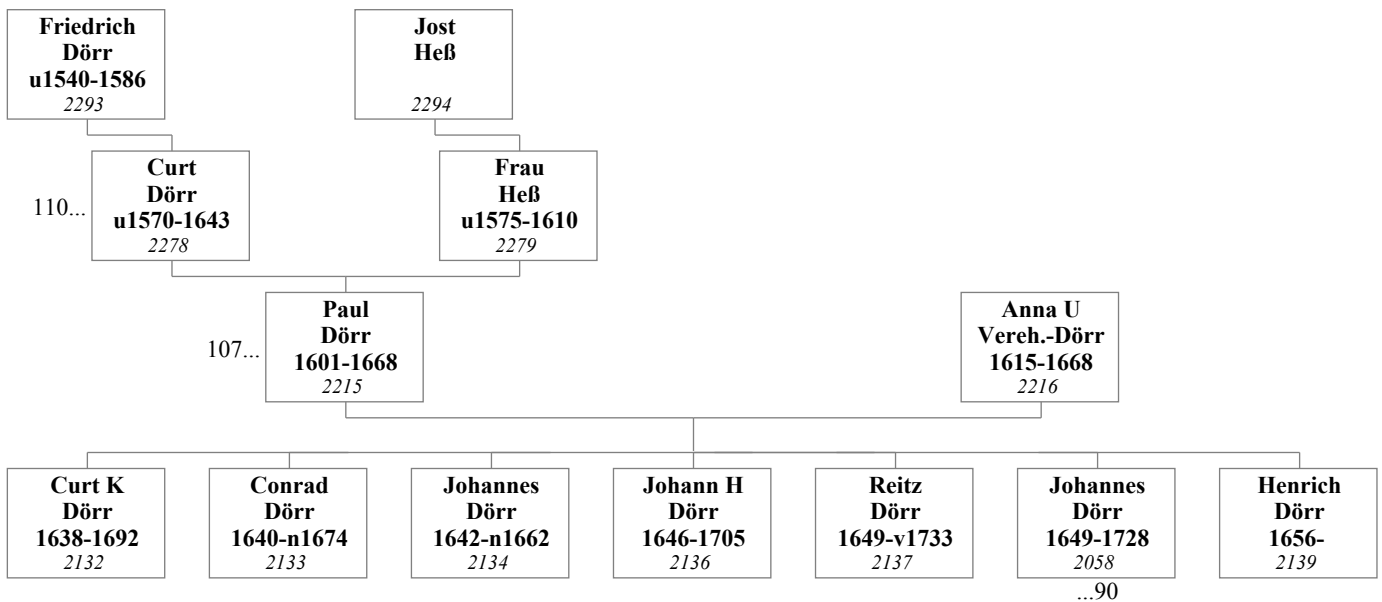 Friedrich
Dörr
u1540-1586
2293
Jost
Heß
2294
110...
Curt
Dörr
u1570-1643
2278
Frau
Heß
u1575-1610
2279
107...
Paul
Dörr
1601-1668
2215
Anna U
Vereh.-Dörr
1615-1668
2216
Curt K
Dörr
1638-1692
2132
Conrad
Dörr
1640-n1674
2133
Johannes
Dörr
1642-n1662
2134
Johann H
Dörr
1646-1705
2136
Reitz
Dörr
1649-v1733
2137
Johannes
Dörr
1649-1728
2058
...90
Henrich
Dörr
1656-
2139